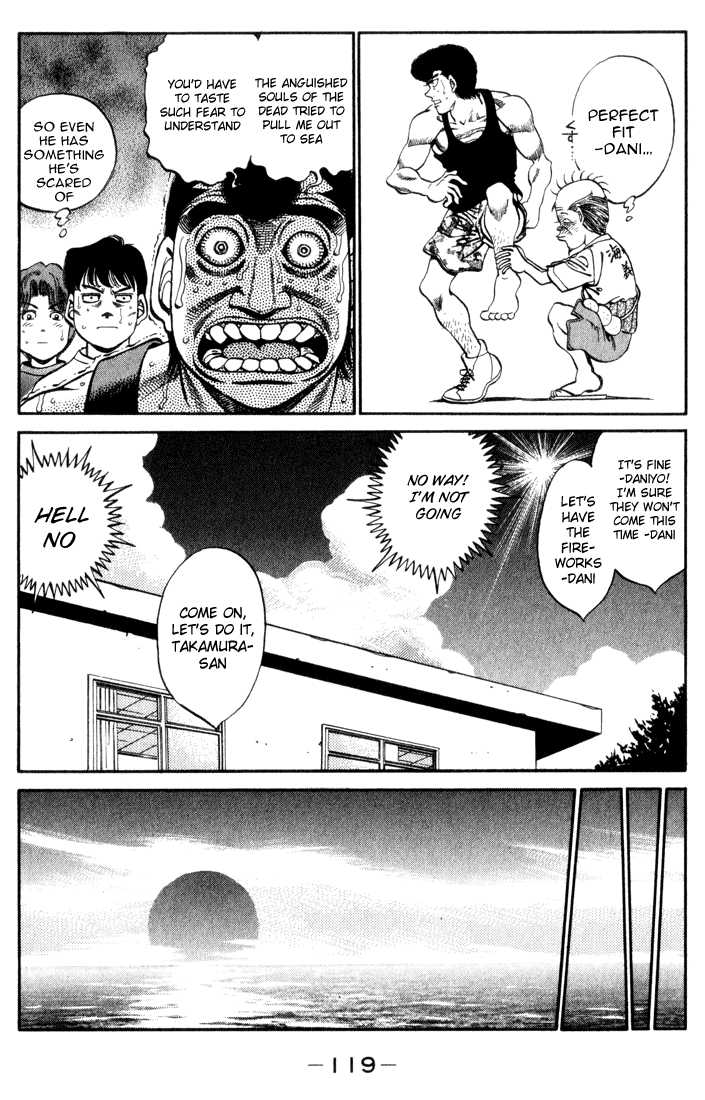 PERFECT
FIT
-DANI...
THE ANGUISHED
SOULS OF THE
DEAD TRIED TO
PULL ME OUT
TO SEA
YOU'D HAVE
TO TASTE
SUCH FEAR TO
UNDERSTAND
SO EVEN
HE HAS
SOMETHING
HE'S
SCARED
OF
IT'S FINE
-DANIYO!
I'M SURE
THEY WON'T
COME THIS
TIME -DANI
LET'S
HAVE
THE
FIRE-
WORKS
-DANI
NO WAY!
I'M NOT
GOING
COME ON,
LET'S DO IT,
TAKAMURA-
SAN
HELL
NO
-119-